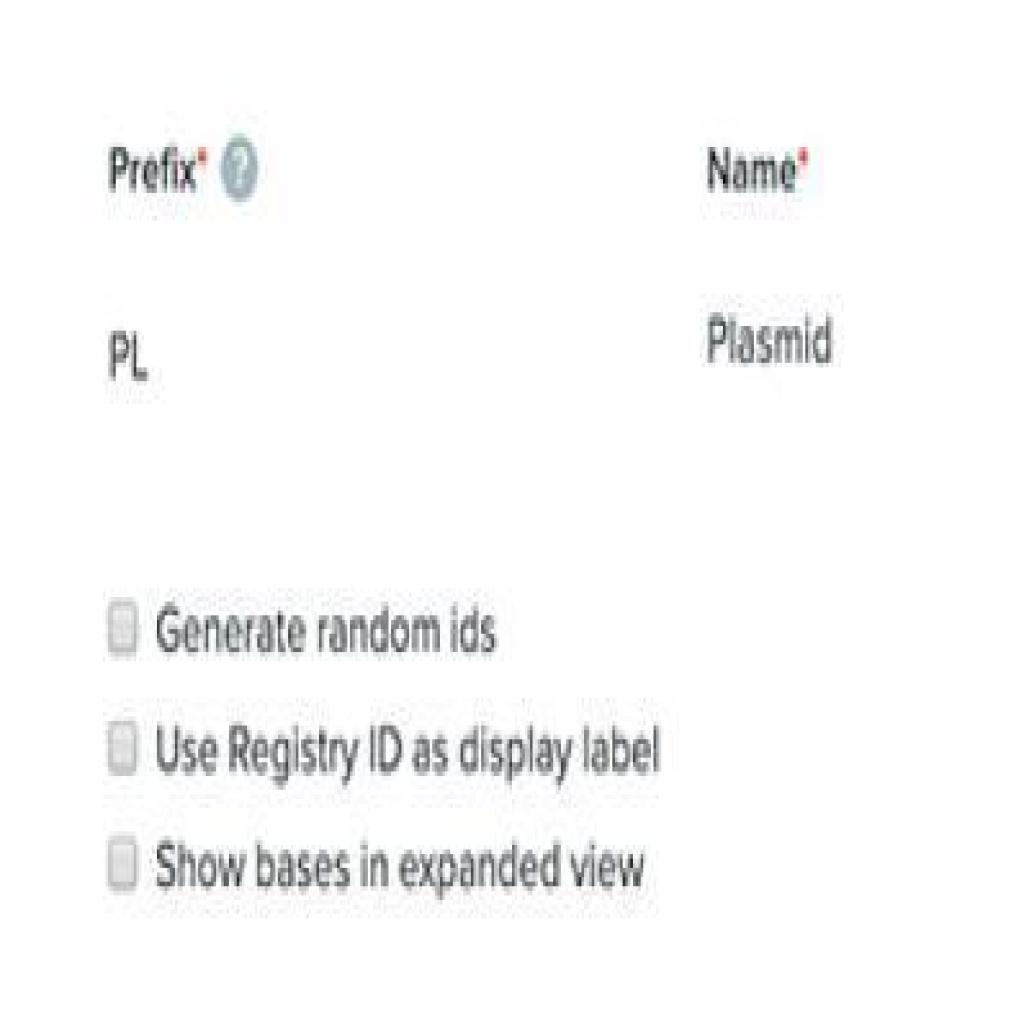 Prefix* ? Name*
PL Plasmid
Generate random ids
Use Registry ID as display label
Show bases in expanded view